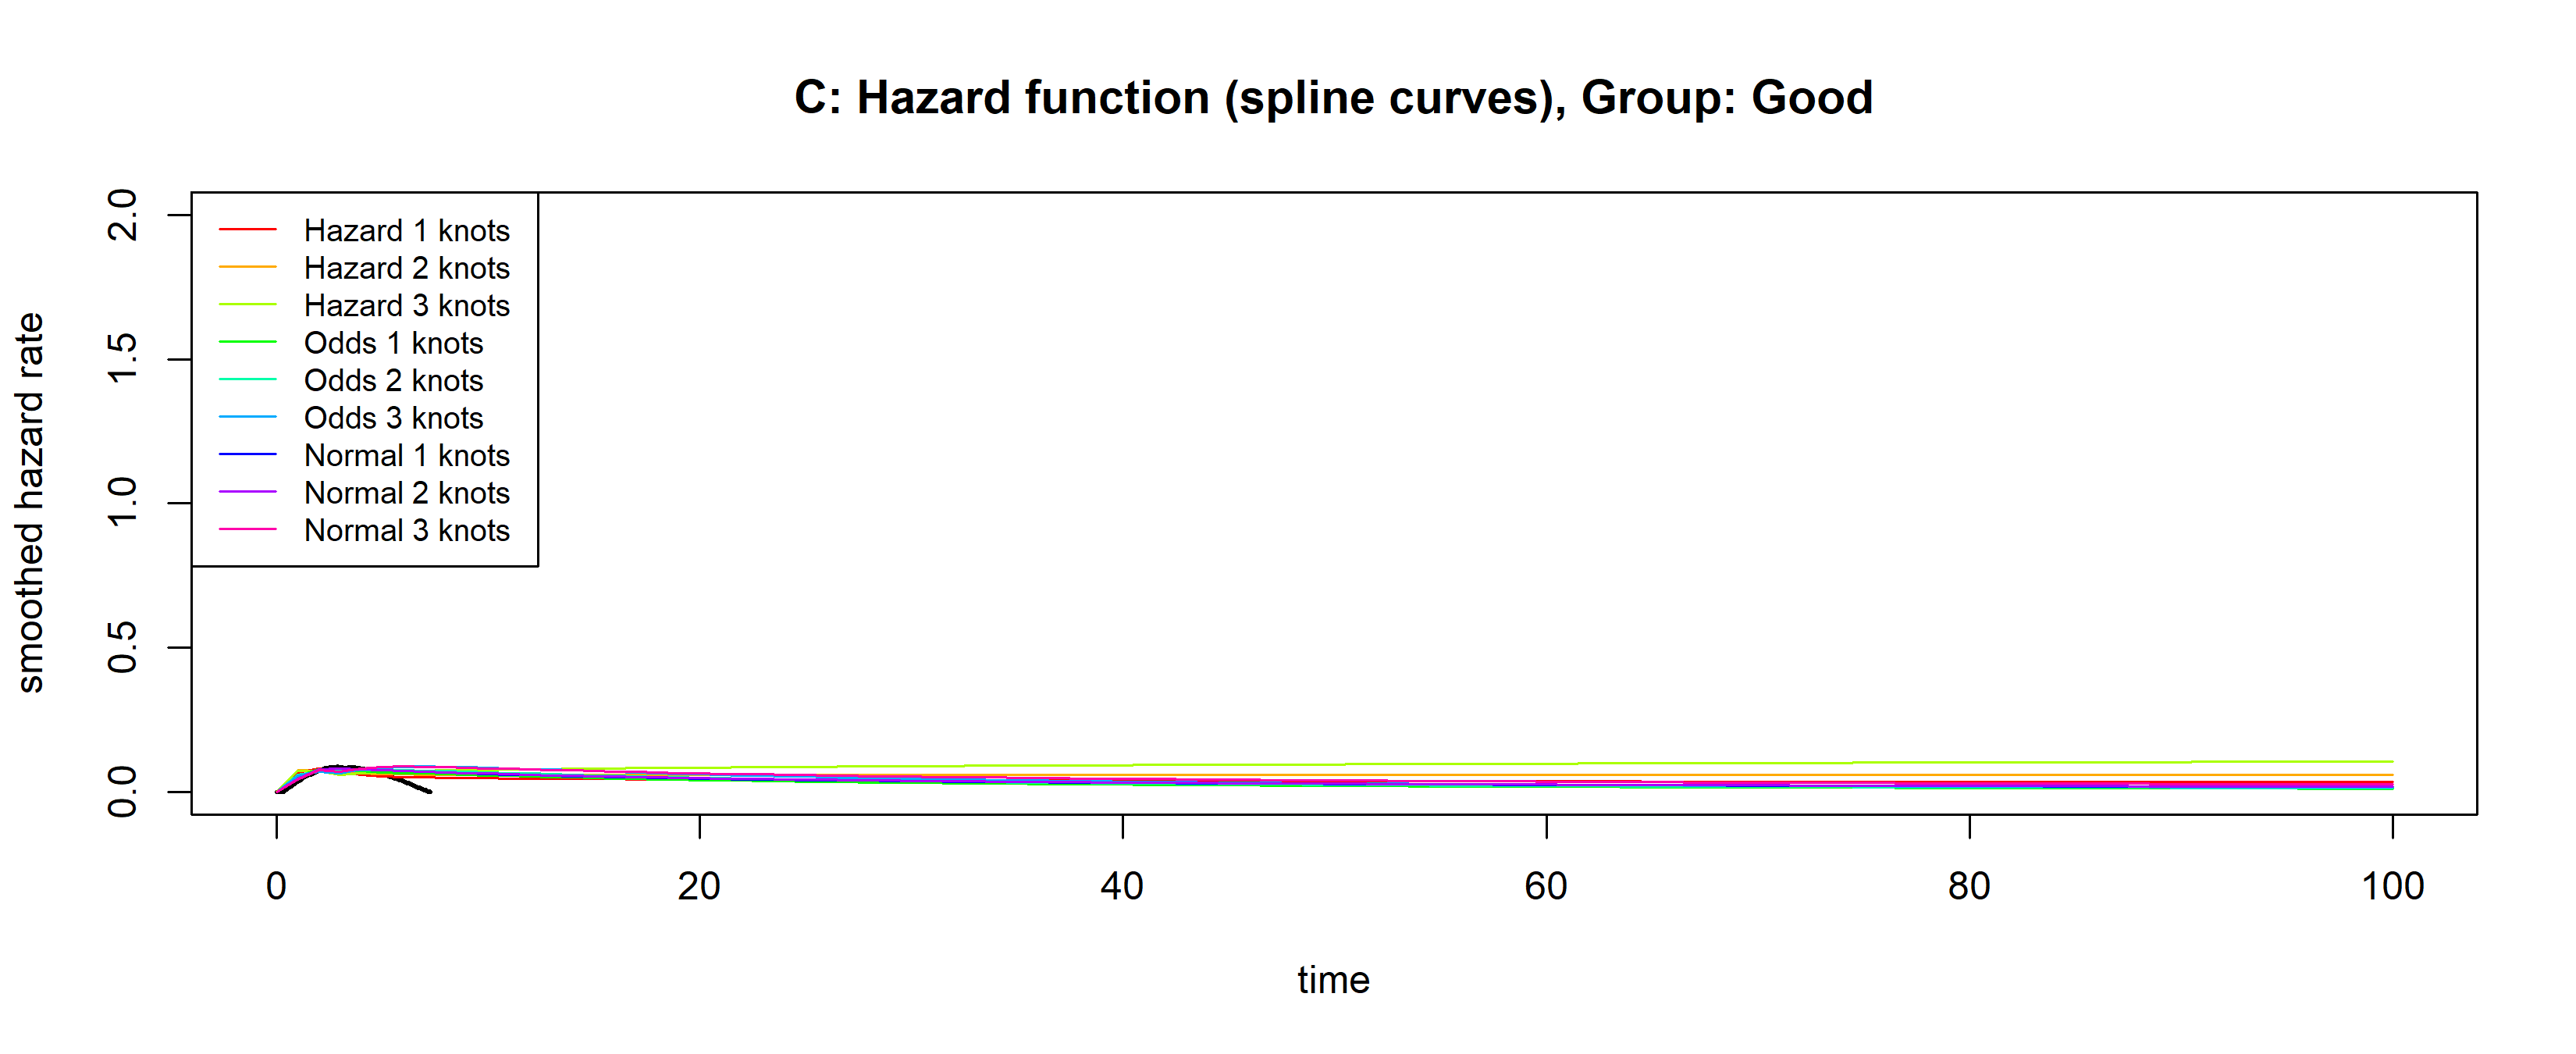 C: Hazard function (spline curves), Group: Good
smoothed hazard rate
2.0
1.5
1.0
0.5
0.0
Hazard 1 knots
Hazard 2 knots
Hazard 3 knots
Odds 1 knots
Odds 2 knots
Odds 3 knots
Normal 1 knots
Normal 2 knots
Normal 3 knots
0 20 40 60 80 100
time